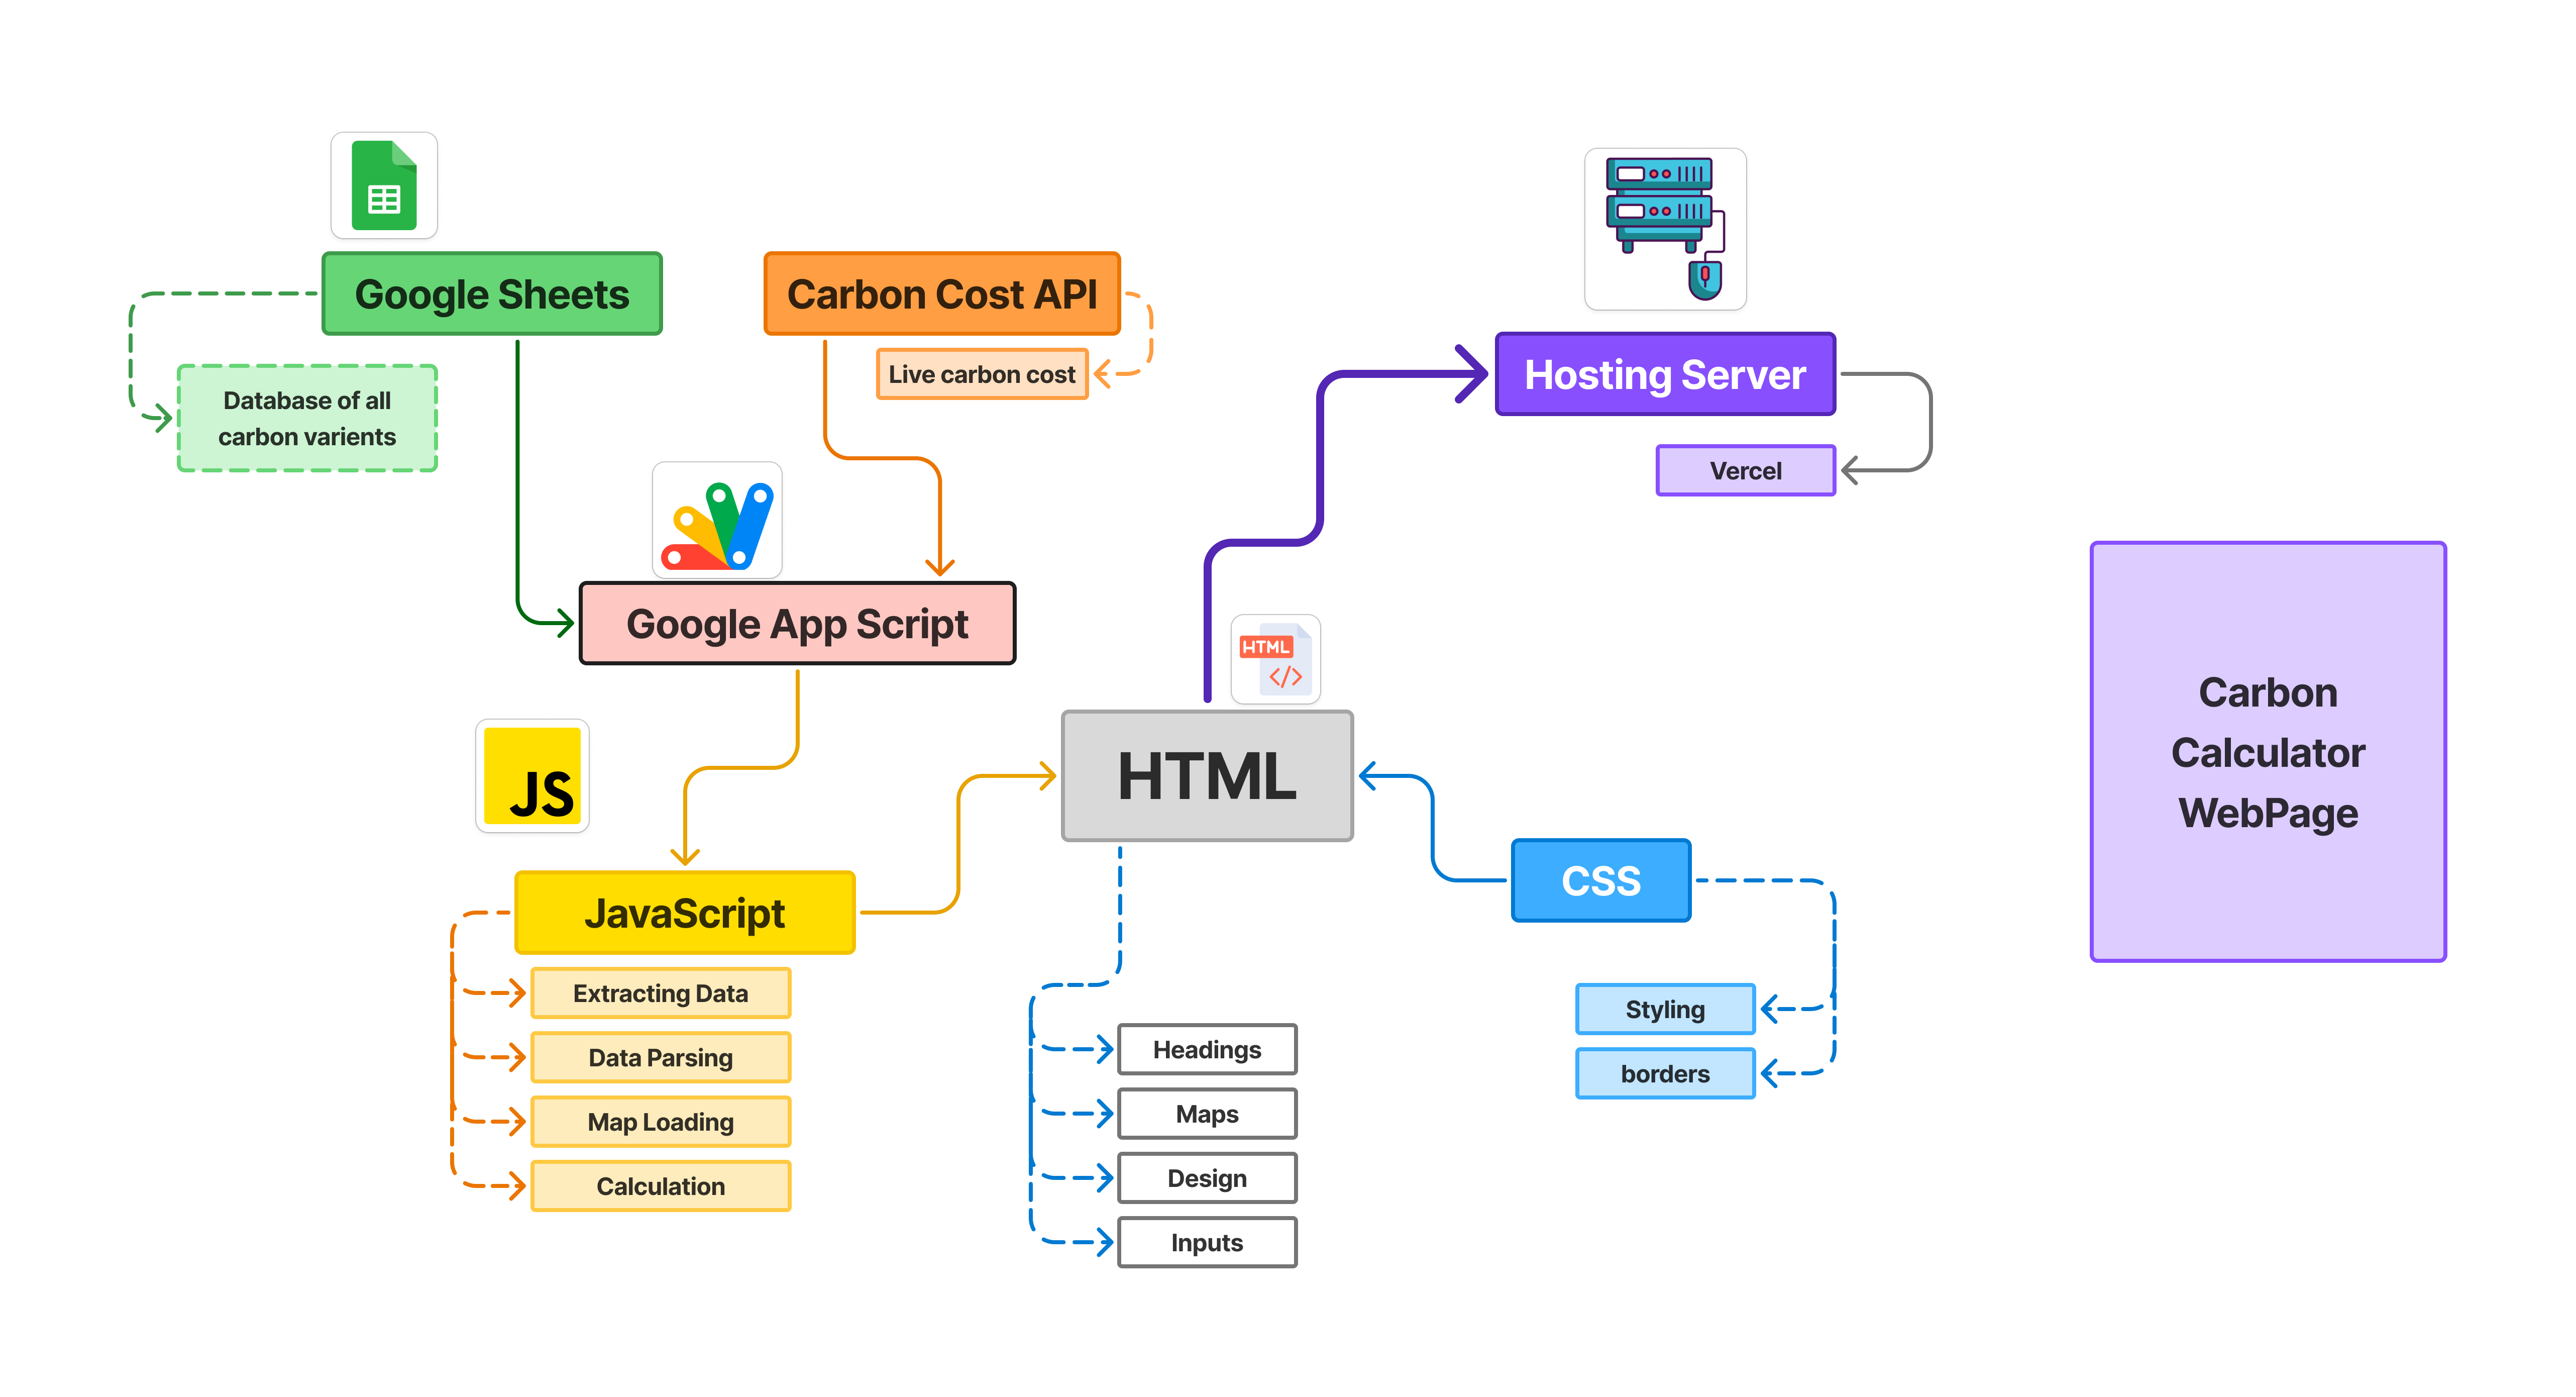 Google Sheets
Database of all
carbon varients
Carbon Cost API
Live carbon cost
Google App Script
JS
JavaScript
Extracting Data
Data Parsing
Map Loading
Calculation
HTML
HTML
Headings
Maps
Design
Inputs
Hosting Server
Vercel
CSS
Styling
borders
Carbon
Calculator
WebPage